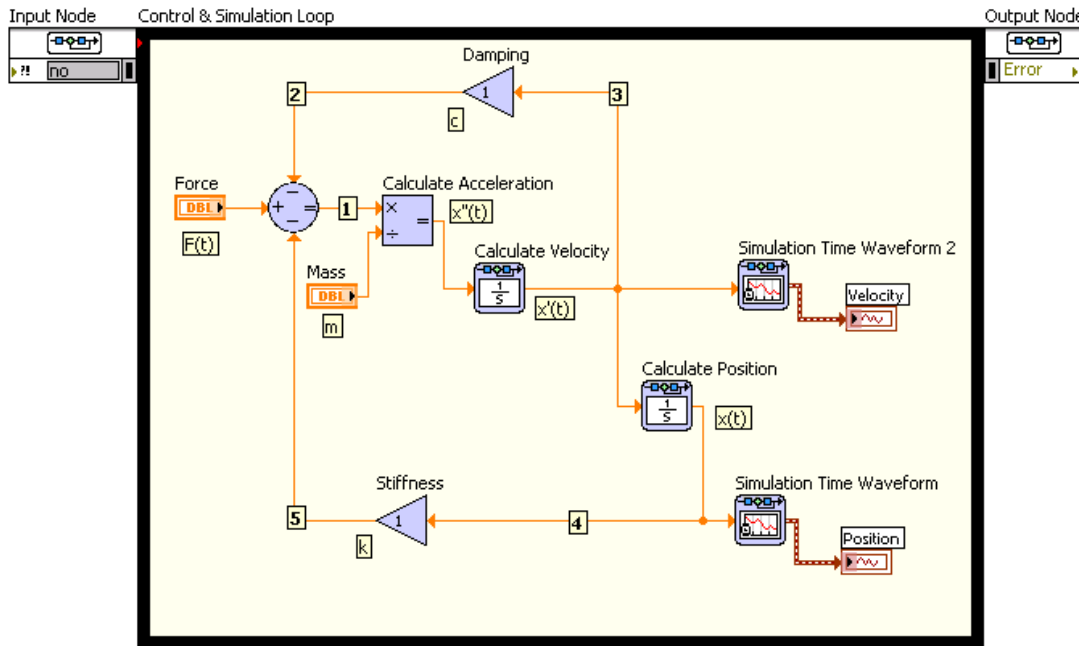 Input Node
Control & Simulation Loop
Output Node
?! no
Error
Damping
2
1
3
c
Force
Calculate Acceleration
DBL
+
−
−
=
1
×
÷
=
x''(t)
F(t)
Calculate Velocity
Simulation Time Waveform 2
Mass
DBL
1/s
x'(t)
Velocity
m
Calculate Position
1/s
x(t)
Stiffness
Simulation Time Waveform
5
1
4
k
Position